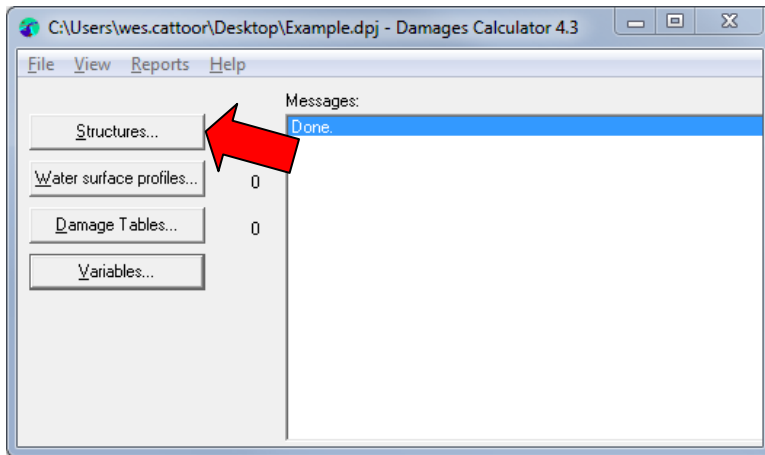 C:\Users\wes.cattoor\Desktop\Example.dpj - Damages Calculator 4.3
File View Reports Help
Messages:
Structures...
Done.
Water surface profiles... 0
Damage Tables... 0
Variables...